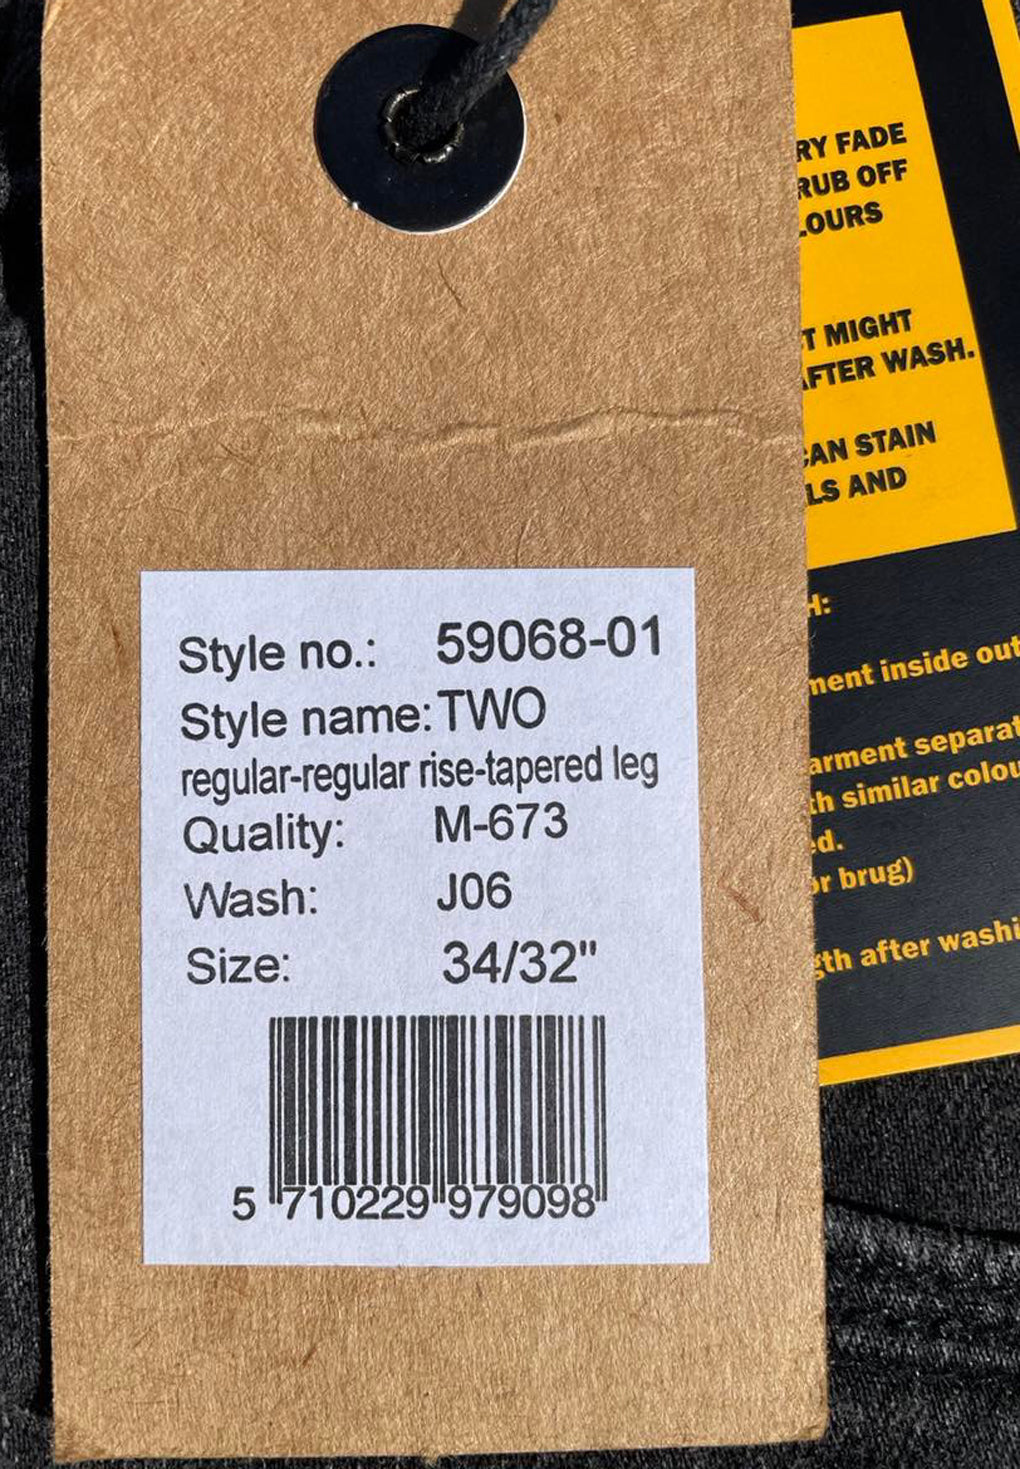 Style no.: 59068-01
Style name: TWO
regular-regular rise-tapered leg
Quality: M-673
Wash: J06
Size: 34/32"
5 710229 979098
RY FADE
RUB OFF
LOURS
T MIGHT
AFTER WASH.
CAN STAIN
LS AND
H:
ment inside out
arment separat
th similar colou
ed.
or brug)
gth after washi